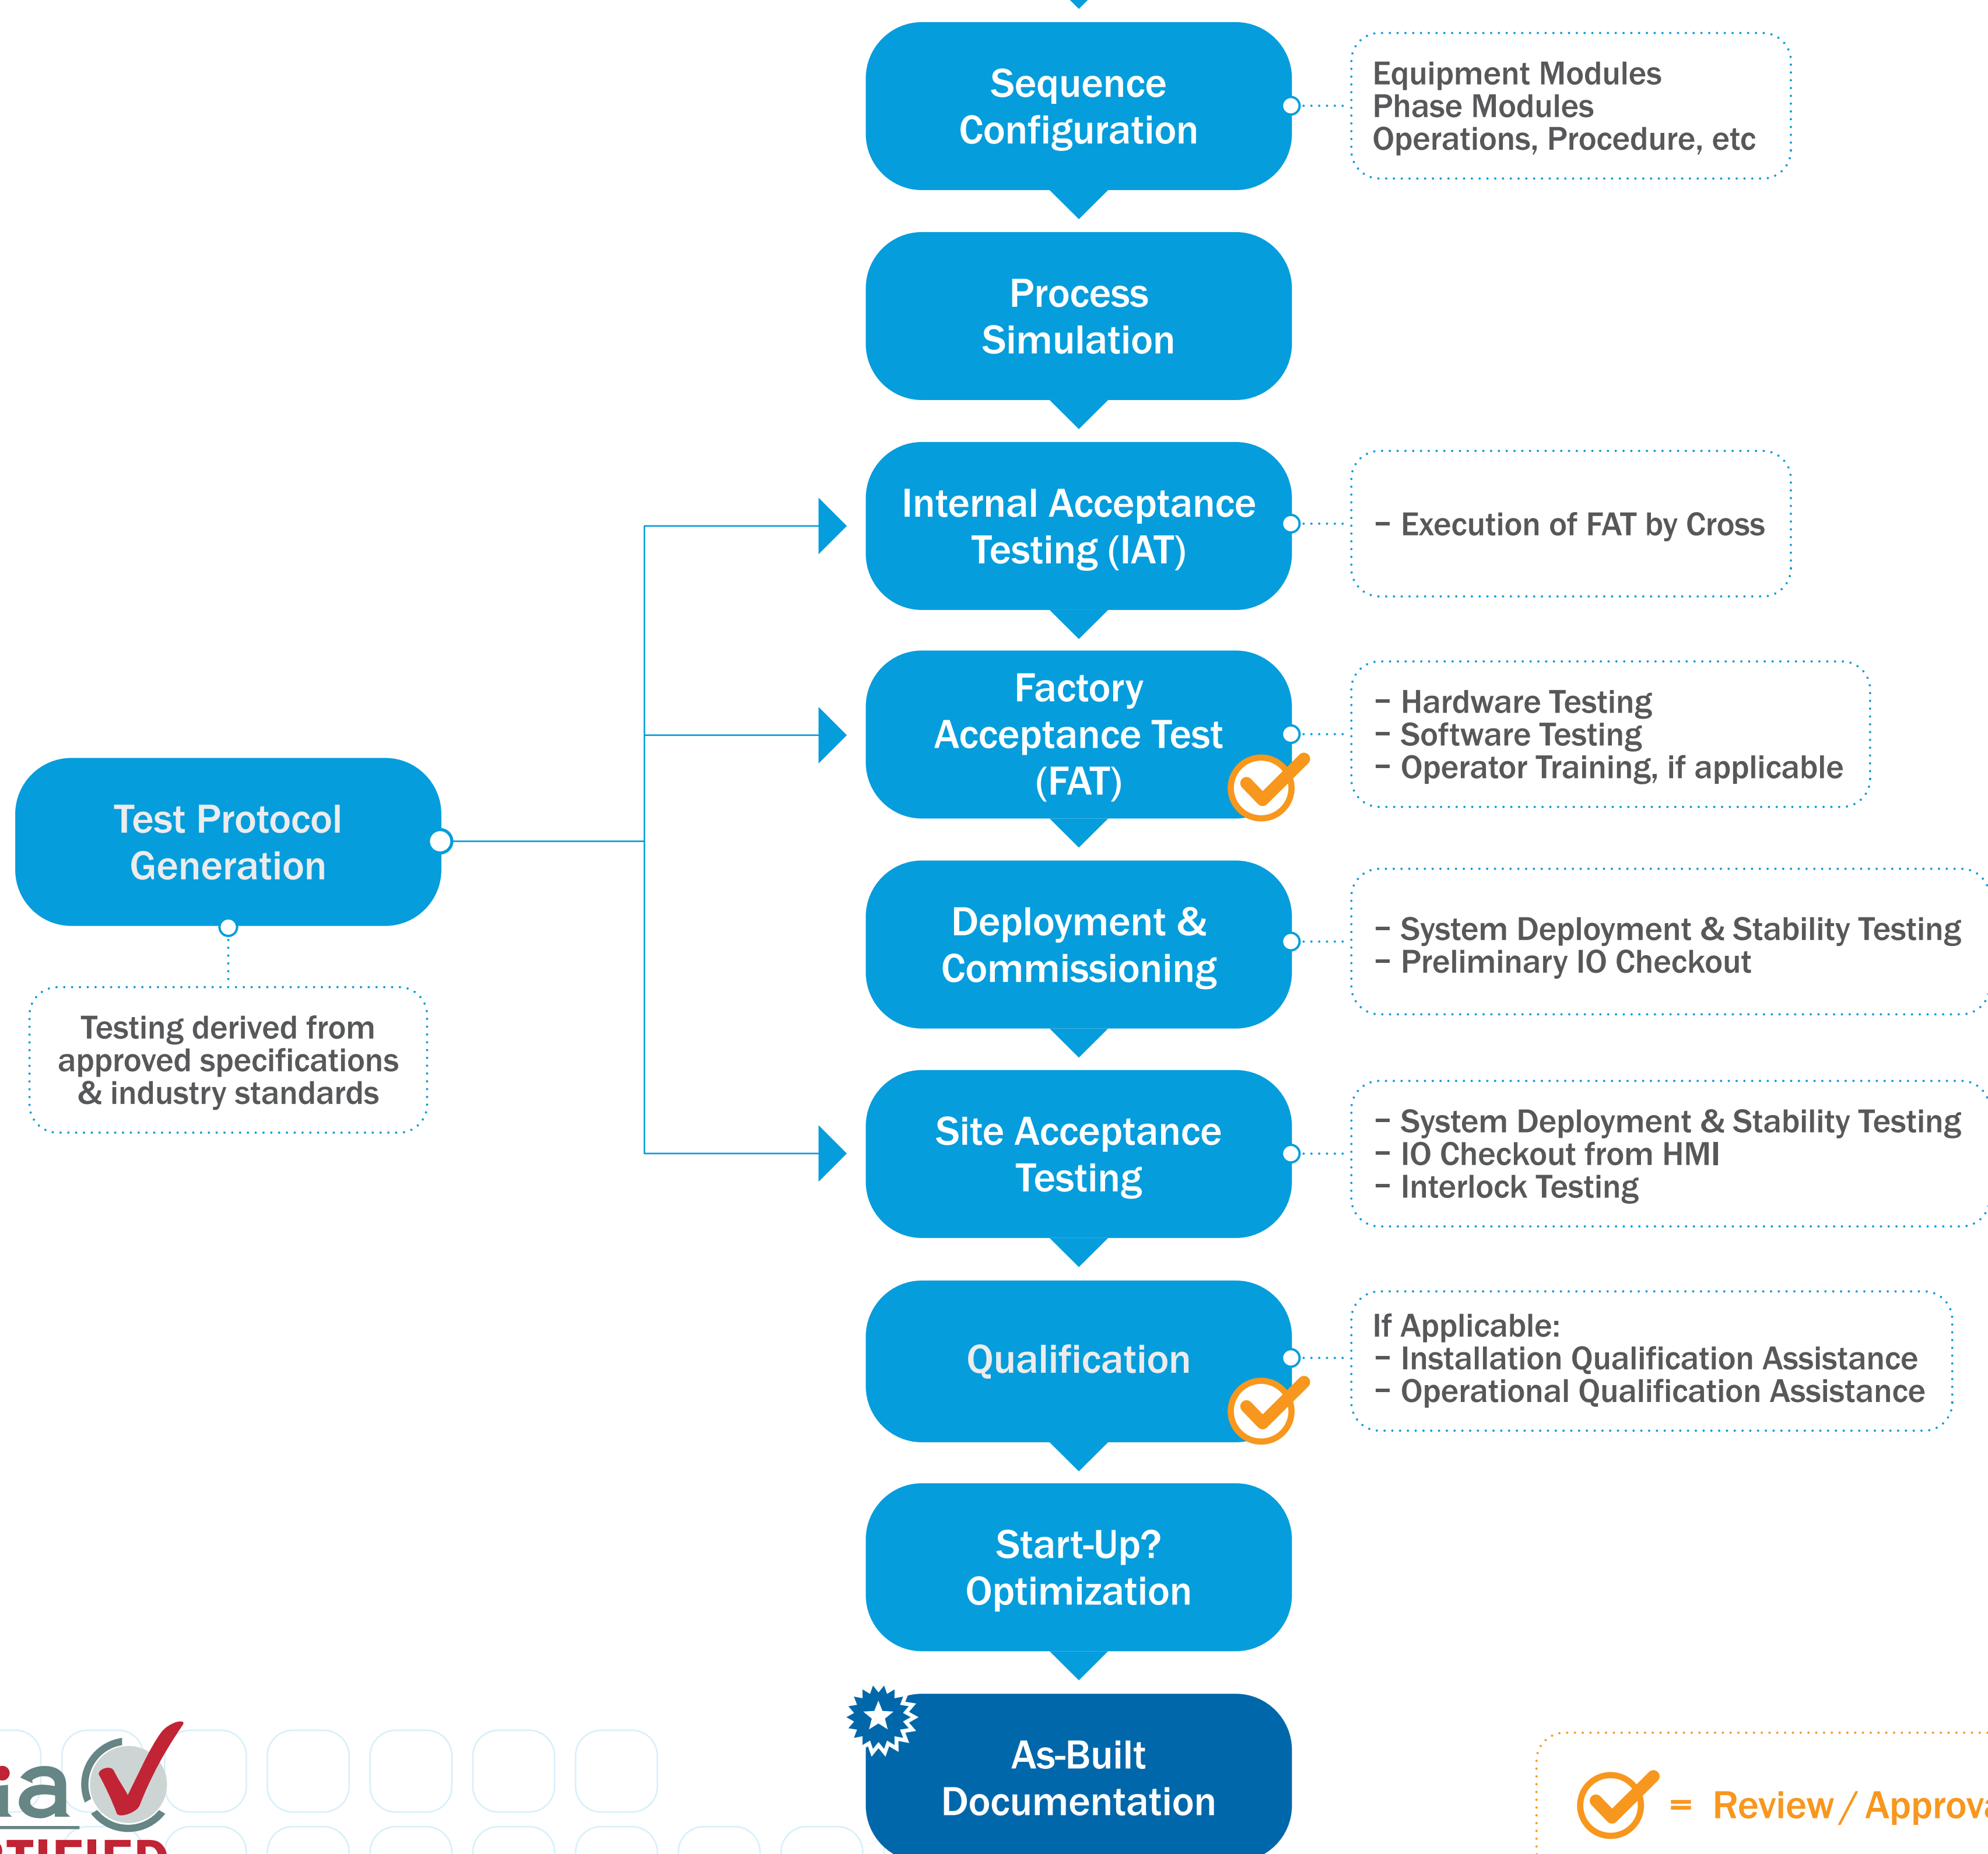 Sequence
Configuration
Equipment Modules
Phase Modules
Operations, Procedure, etc
Process
Simulation
Internal Acceptance
Testing (IAT)
– Execution of FAT by Cross
Factory
Acceptance Test
(FAT)
– Hardware Testing
– Software Testing
– Operator Training, if applicable
Test Protocol
Generation
Testing derived from
approved specifications
& industry standards
Deployment &
Commissioning
– System Deployment & Stability Testing
– Preliminary IO Checkout
Site Acceptance
Testing
– System Deployment & Stability Testing
– IO Checkout from HMI
– Interlock Testing
Qualification
If Applicable:
– Installation Qualification Assistance
– Operational Qualification Assistance
Start-Up?
Optimization
As-Built
Documentation
= Review / Approva
ia
TIFIED